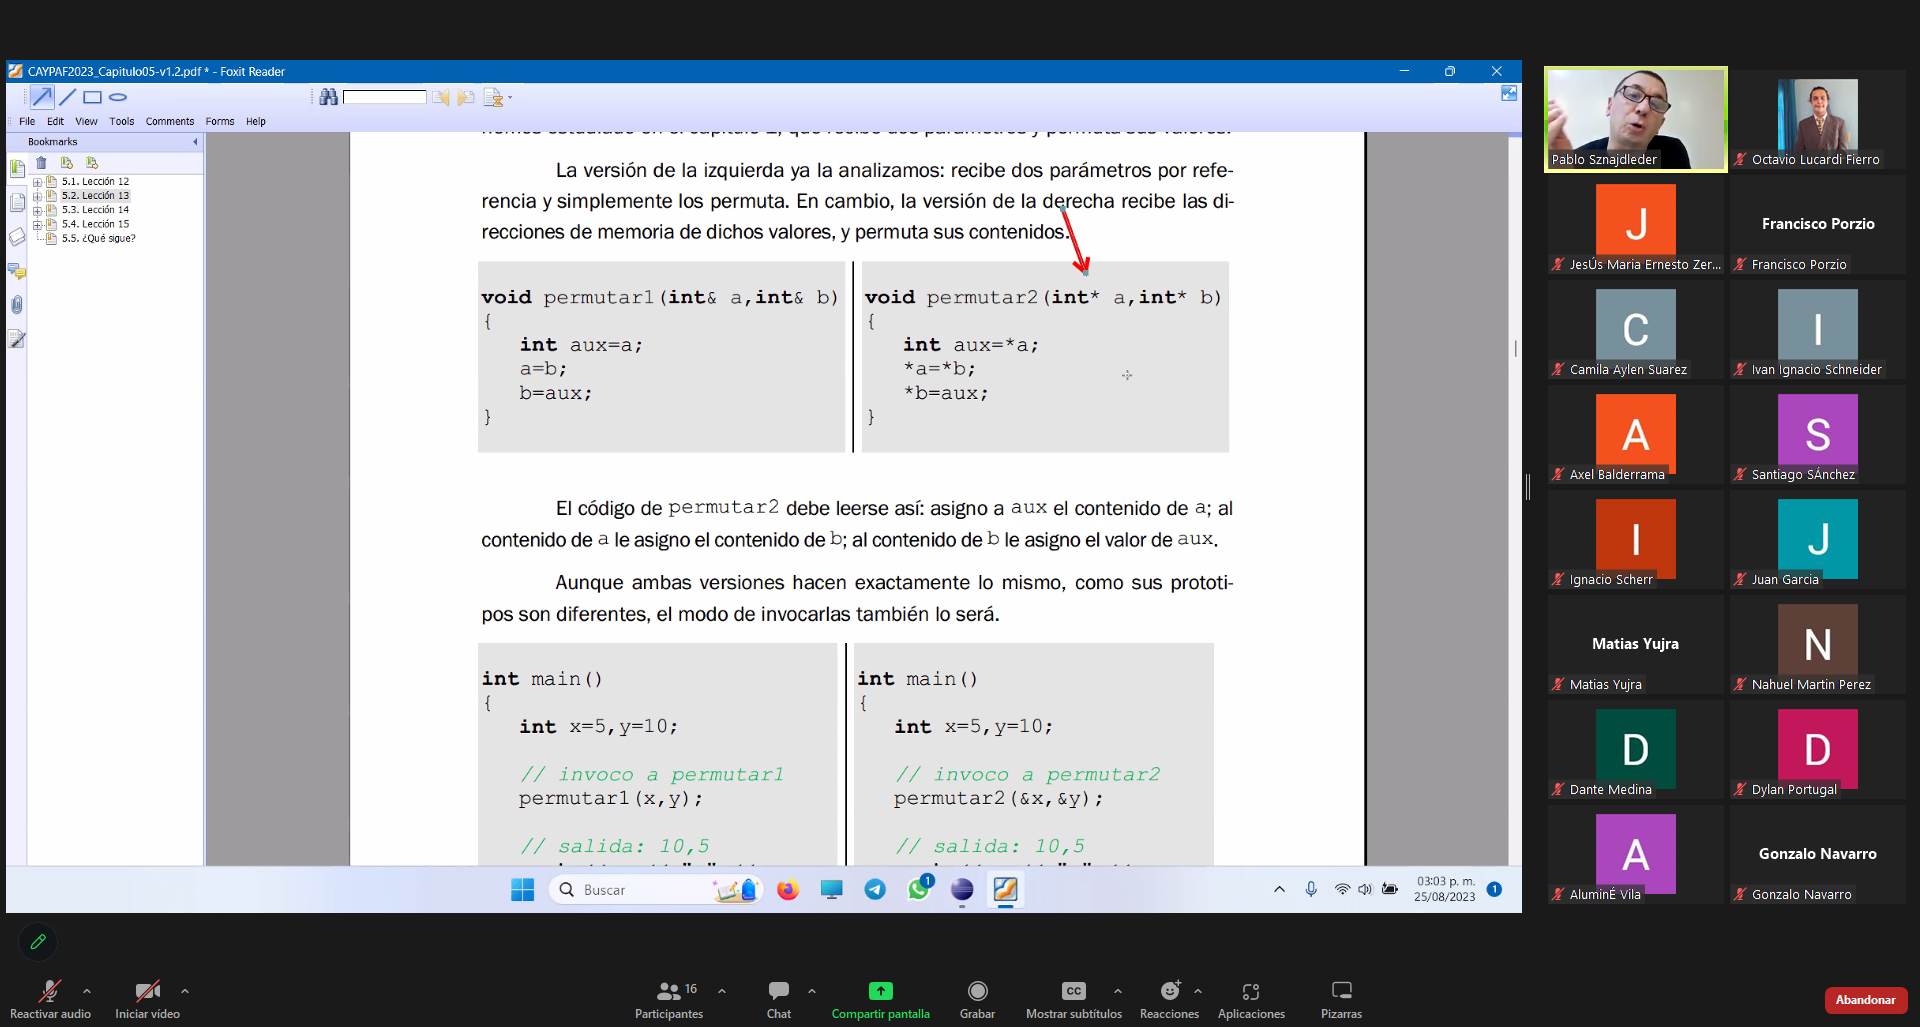 CAYPAF2023_Capitulo05-v1.2.pdf * - Foxit Reader
File Edit View Tools Comments Forms Help
Bookmarks
5.1. Lección 12
5.2. Lección 13
5.3. Lección 14
5.4. Lección 15
5.5. ¿Qué sigue?
La versión de la izquierda ya la analizamos: recibe dos parámetros por refe-
rencia y simplemente los permuta. En cambio, la versión de la derecha recibe las di-
recciones de memoria de dichos valores, y permuta sus contenidos.
void permutar1(int& a,int& b)
{
int aux=a;
a=b;
b=aux;
}
void permutar2(int* a,int* b)
{
int aux=*a;
*a=*b;
*b=aux;
}
El código de permutar2 debe leerse así: asigno a aux el contenido de a; al
contenido de a le asigno el contenido de b; al contenido de b le asigno el valor de aux.
Aunque ambas versiones hacen exactamente lo mismo, como sus prototi-
pos son diferentes, el modo de invocarlas también lo será.
int main()
{
int x=5,y=10;
// invoco a permutar1
permutar1(x,y);
// salida: 10,5
int main()
{
int x=5,y=10;
// invoco a permutar2
permutar2(&x,&y);
// salida: 10,5
Buscar
1
03:03 p. m.
25/08/2023
1
Pablo Sznajdleder
Octavio Lucardi Fierro
J
JesÚs Maria Ernesto Zer...
Francisco Porzio
Francisco Porzio
C
Camila Aylen Suarez
I
Ivan Ignacio Schneider
A
Axel Balderrama
S
Santiago SÁnchez
I
Ignacio Scherr
J
Juan Garcia
Matias Yujra
Matias Yujra
N
Nahuel Martin Perez
D
Dante Medina
D
Dylan Portugal
A
AluminÉ Vila
Gonzalo Navarro
Gonzalo Navarro
Reactivar audio
Iniciar vídeo
16
Participantes
Chat
Compartir pantalla
Grabar
CC
Mostrar subtítulos
Reacciones
Aplicaciones
Pizarras
Abandonar